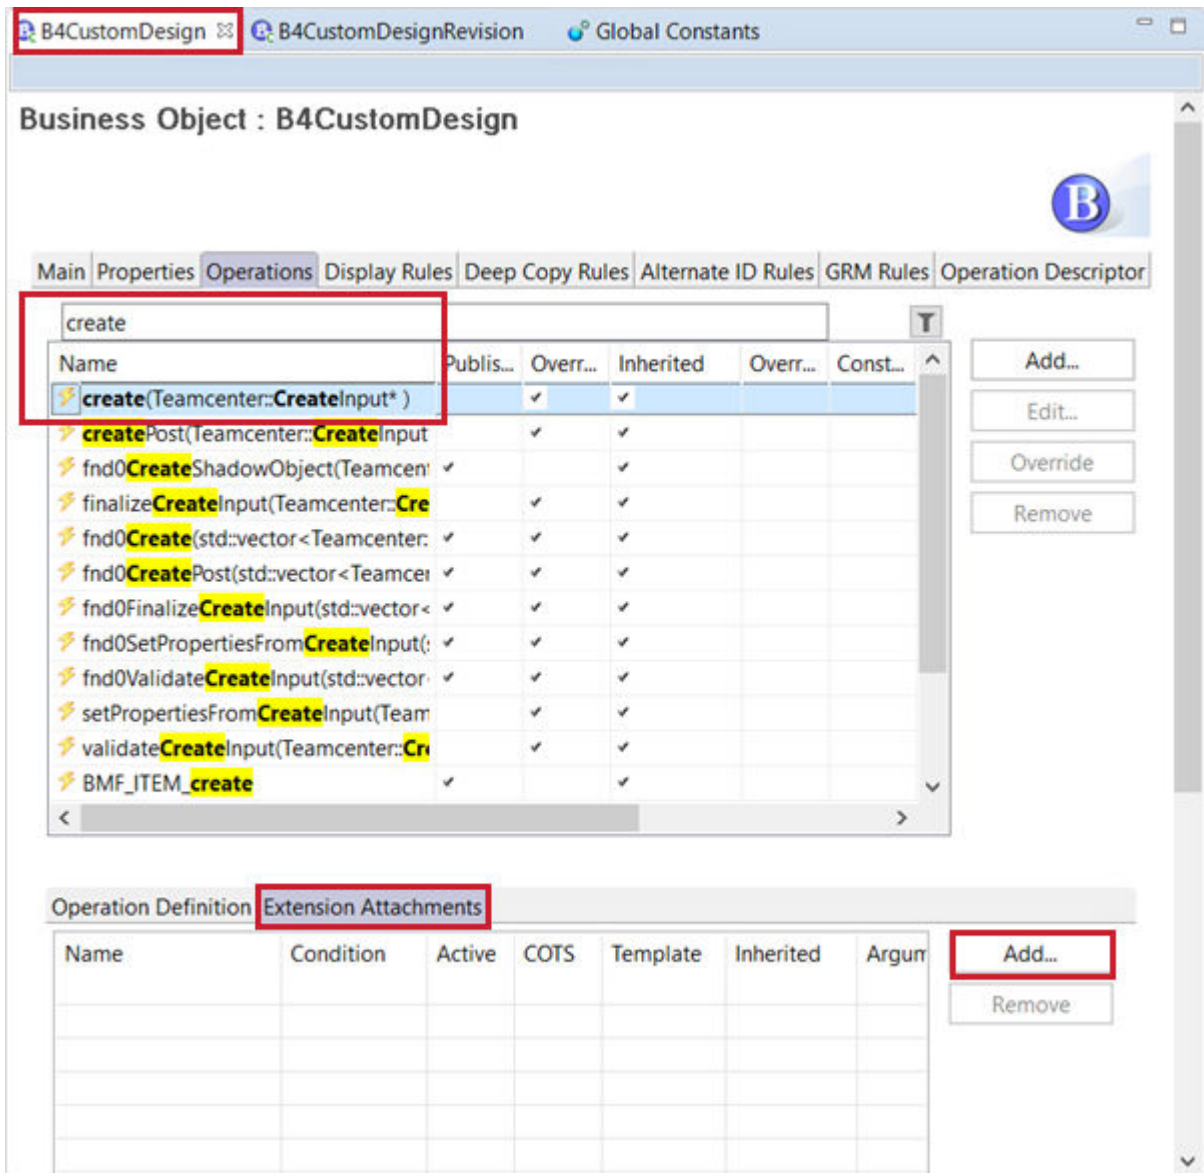 B4CustomDesign B4CustomDesignRevision Global Constants
Business Object : B4CustomDesign
B
Main Properties Operations Display Rules Deep Copy Rules Alternate ID Rules GRM Rules Operation Descriptor
create
Name Publis... Overr... Inherited Overr... Const... Add...
create(Teamcenter::CreateInput* )
Edit...
createPost(Teamcenter::CreateInput
fnd0CreateShadowObject(Teamcent Override
finalizeCreateInput(Teamcenter::Cre
Remove
fnd0Create(std::vector<Teamcenter:
fnd0CreatePost(std::vector<Teamcer
fnd0FinalizeCreateInput(std::vector<
fnd0SetPropertiesFromCreateInput(s
fnd0ValidateCreateInput(std::vector
setPropertiesFromCreateInput(Team
validateCreateInput(Teamcenter::Cre
BMF_ITEM_create
Operation Definition Extension Attachments
Name Condition Active COTS Template Inherited Argum Add...
Remove